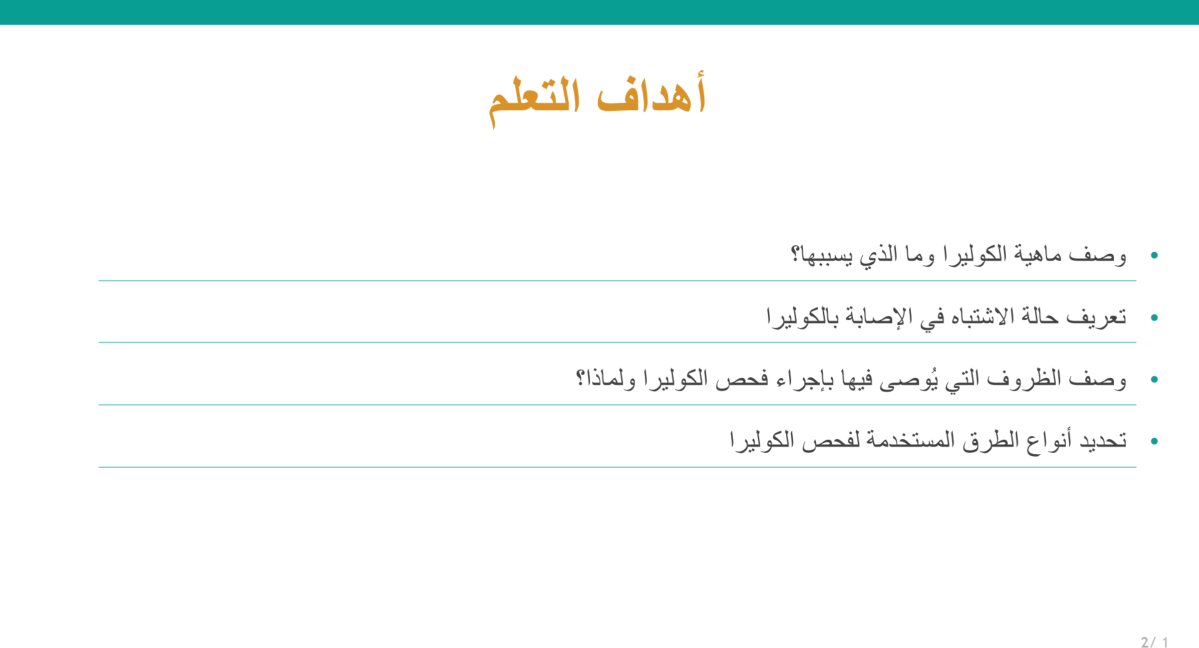 أهداف التعلم
وصف ماهية الكوليرا وما الذي يسببها؟
تعريف حالة الاشتباه في الإصابة بالكوليرا
وصف الظروف التي يُوصى فيها بإجراء فحص الكوليرا ولماذا؟
تحديد أنواع الطرق المستخدمة لفحص الكوليرا
2/ 1